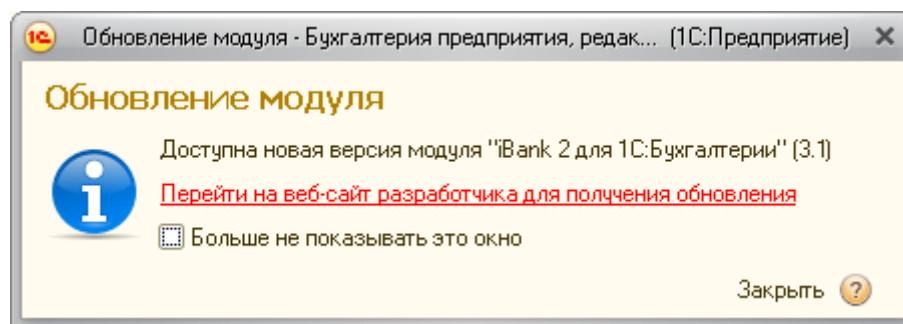 1С Обновление модуля - Бухгалтерия предприятия, редак... (1С:Предприятие)
Обновление модуля
Доступна новая версия модуля "iBank 2 для 1С:Бухгалтерии" (3.1)
Перейти на веб-сайт разработчика для получения обновления
Больше не показывать это окно
Закрыть ?